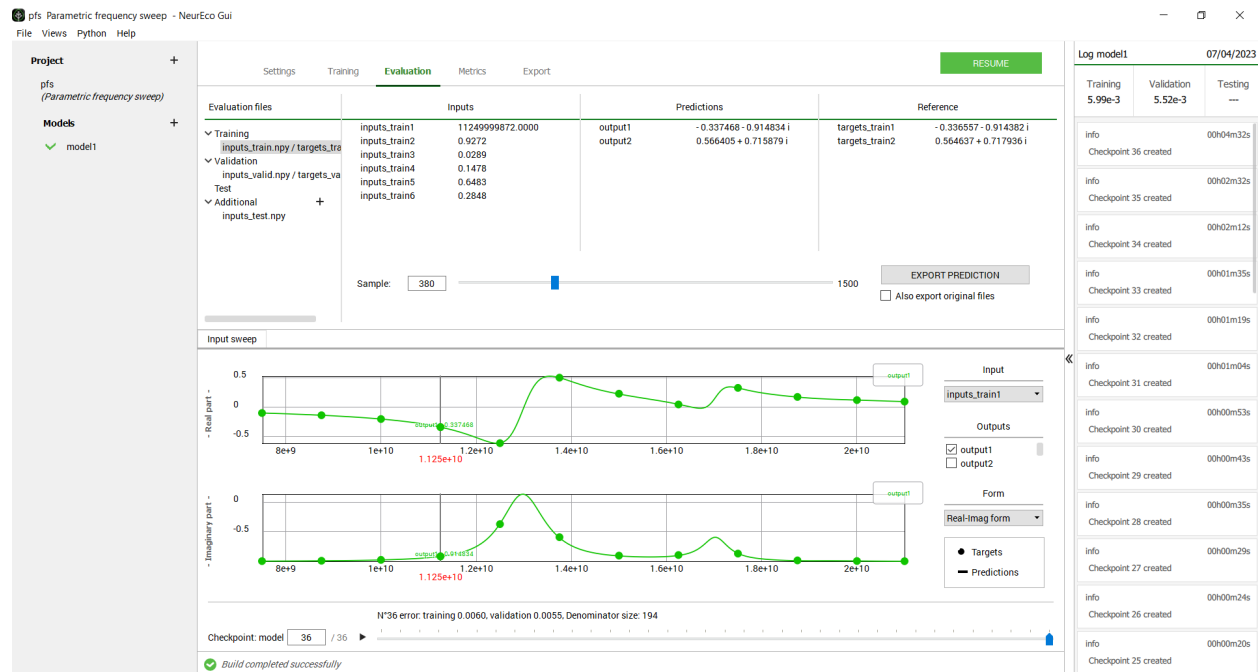 pfs Parametric frequency sweep - NeurEco Gui
File Views Python Help
Project +
pfs
(Parametric frequency sweep)
Models +
model1
Settings Training Evaluation Metrics Export
RESUME
Evaluation files
Training
inputs_train.npy / targets_tra
Validation
inputs_valid.npy / targets_va
Test
Additional +
inputs_test.npy
Inputs
inputs_train1 11249999872.0000
inputs_train2 0.9272
inputs_train3 0.0289
inputs_train4 0.1478
inputs_train5 0.6483
inputs_train6 0.2848
Predictions
output1 - 0.337468 - 0.914834 i
output2 0.566405 + 0.715879 i
Reference
targets_train1 - 0.336557 - 0.914382 i
targets_train2 0.564637 + 0.717936 i
Sample: 380 1500
EXPORT PREDICTION
Also export original files
Input sweep
- Real part -
0.5
0
-0.5
output1
8e+9 1e+10 1.2e+10 1.4e+10 1.6e+10 1.8e+10 2e+10
1.125e+10
- Imaginary part -
0
-0.5
output1
8e+9 1e+10 1.2e+10 1.4e+10 1.6e+10 1.8e+10 2e+10
1.125e+10
Input
inputs_train1
Outputs
output1
output2
Form
Real-Imag form
Targets
Predictions
N°36 error: training 0.0060, validation 0.0055, Denominator size: 194
Checkpoint: model 36 / 36
Build completed successfully
Log model1 07/04/2023
Training Validation Testing
5.99e-3 5.52e-3 ---
info 00h04m32s
Checkpoint 36 created
info 00h02m32s
Checkpoint 35 created
info 00h02m12s
Checkpoint 34 created
info 00h01m35s
Checkpoint 33 created
info 00h01m19s
Checkpoint 32 created
info 00h01m04s
Checkpoint 31 created
info 00h00m53s
Checkpoint 30 created
info 00h00m43s
Checkpoint 29 created
info 00h00m35s
Checkpoint 28 created
info 00h00m29s
Checkpoint 27 created
info 00h00m24s
Checkpoint 26 created
info 00h00m20s
Checkpoint 25 created